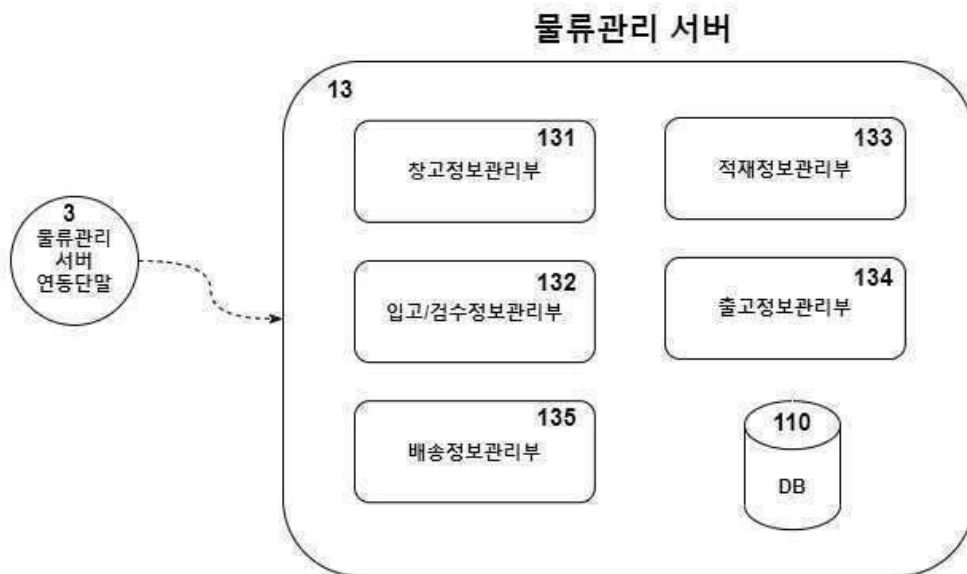 물류관리 서버
13
131
창고정보관리부
133
적재정보관리부
3
물류관리
서버
연동단말
132
입고/검수정보관리부
134
출고정보관리부
135
배송정보관리부
110
DB